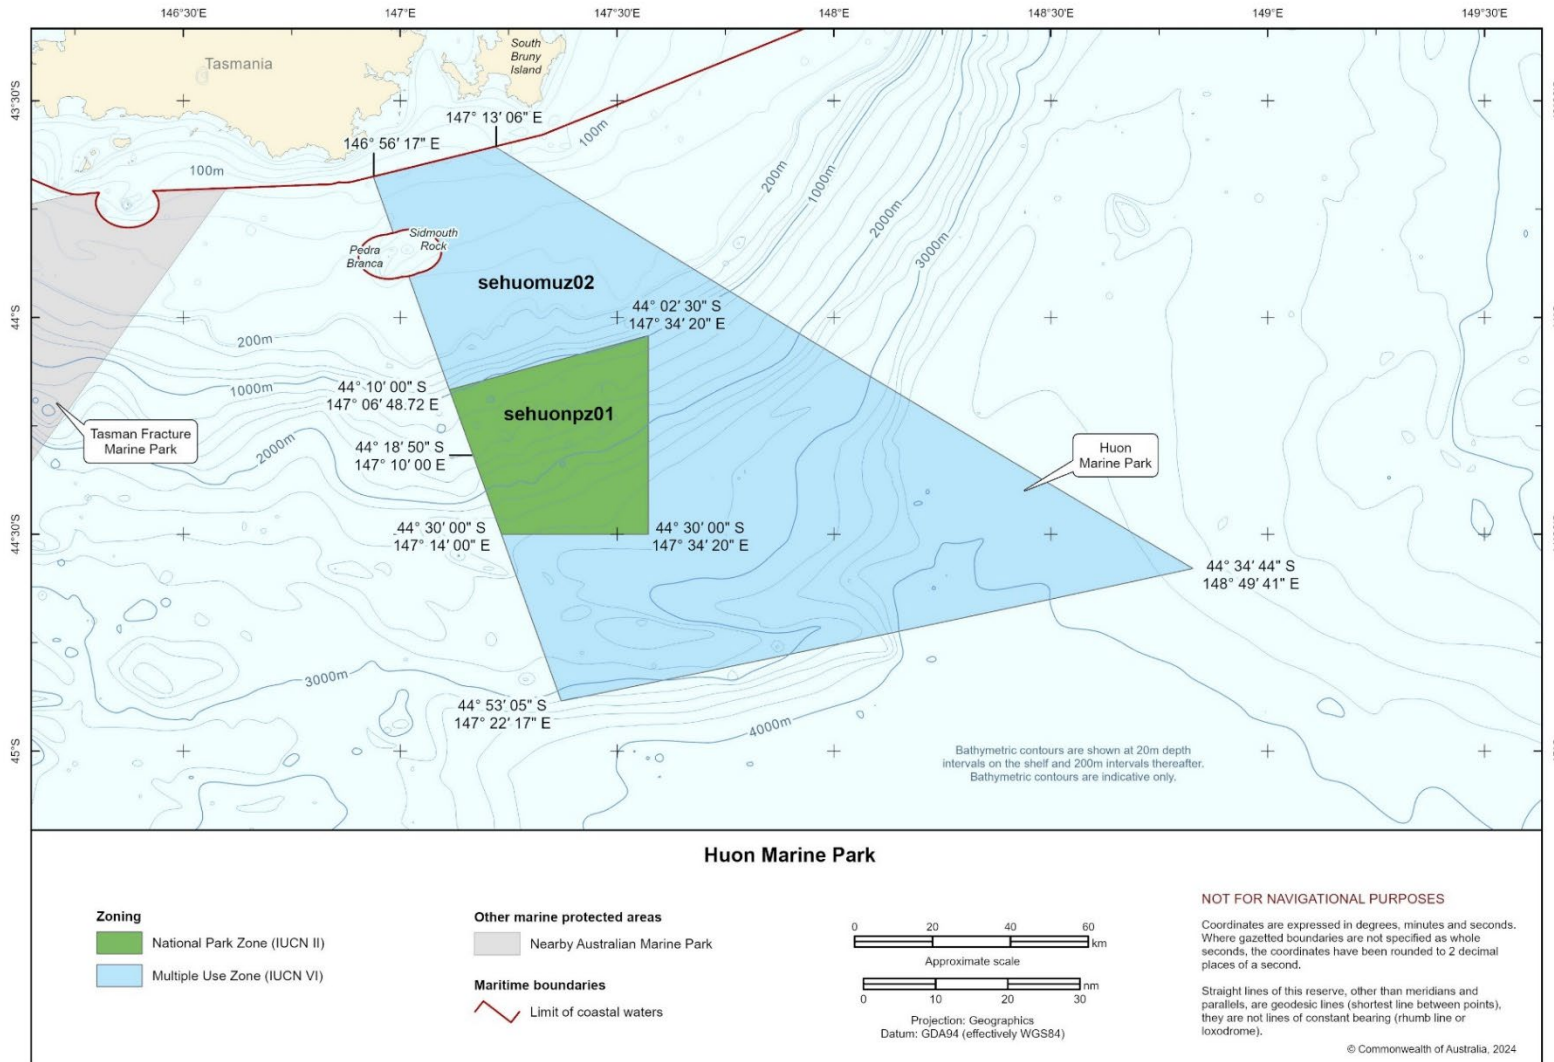 146°30'E
147°E
147°30'E
148°E
148°30'E
149°E
149°30'E
Tasmania
South
Bruny
Island
43°30'S
147° 13′ 06" E
146° 56′ 17" E
100m
100m
200m
1000m
2000m
3000m
Sidmouth
Rock
Pedra
Branca
sehuomuz02
44° 02′ 30" S
147° 34′ 20" E
44°S
200m
1000m
44° 10′ 00" S
147° 06′ 48.72 E
sehuonpz01
Tasman Fracture
Marine Park
2000m
44° 18′ 50" S
147° 10′ 00 E
Huon
Marine Park
44°30'S
44° 30′ 00" S
147° 14′ 00" E
44° 30′ 00" S
147° 34′ 20" E
44° 34′ 44" S
148° 49′ 41" E
3000m
44° 53′ 05" S
147° 22′ 17" E
4000m
45°S
Bathymetric contours are shown at 20m depth
intervals on the shelf and 200m intervals thereafter.
Bathymetric contours are indicative only.
Huon Marine Park
Zoning
National Park Zone (IUCN II)
Multiple Use Zone (IUCN VI)
Other marine protected areas
Nearby Australian Marine Park
Maritime boundaries
Limit of coastal waters
0 20 40 60
km
Approximate scale
nm
0 10 20 30
Projection: Geographics
Datum: GDA94 (effectively WGS84)
NOT FOR NAVIGATIONAL PURPOSES
Coordinates are expressed in degrees, minutes and seconds.
Where gazetted boundaries are not specified as whole
seconds, the coordinates have been rounded to 2 decimal
places of a second.
Straight lines of this reserve, other than meridians and
parallels, are geodesic lines (shortest line between points),
they are not lines of constant bearing (rhumb line or
loxodrome).
© Commonwealth of Australia, 2024